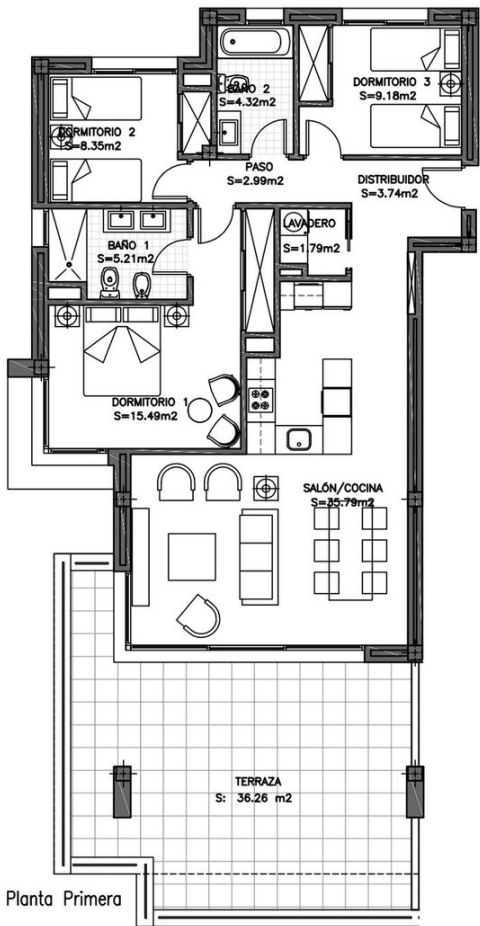 BAÑO 2
S=4.32m2
DORMITORIO 3
S=9.18m2
DORMITORIO 2
S=8.35m2
PASO
S=2.99m2
DISTRIBUIDOR
S=3.74m2
LAVADERO
S=1.79m2
BAÑO 1
S=5.21m2
DORMITORIO 1
S=15.49m2
SALÓN/COCINA
S=35.79m2
TERRAZA
S: 36.26 m2
Planta Primera